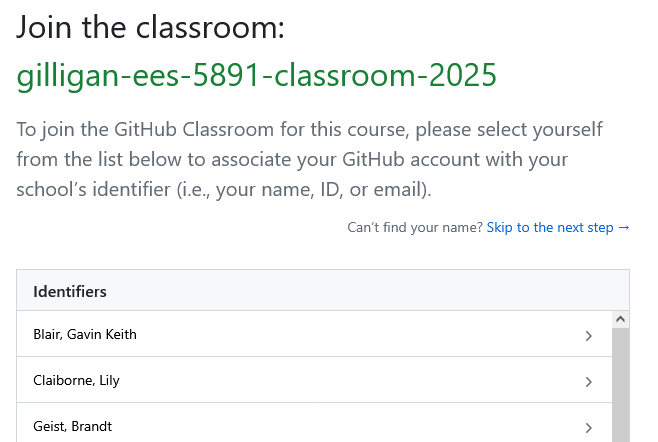 Join the classroom:
gilligan-ees-5891-classroom-2025
To join the GitHub Classroom for this course, please select yourself
from the list below to associate your GitHub account with your
school’s identifier (i.e., your name, ID, or email).
Can’t find your name? Skip to the next step →
Identifiers
Blair, Gavin Keith
Claiborne, Lily
Geist, Brandt